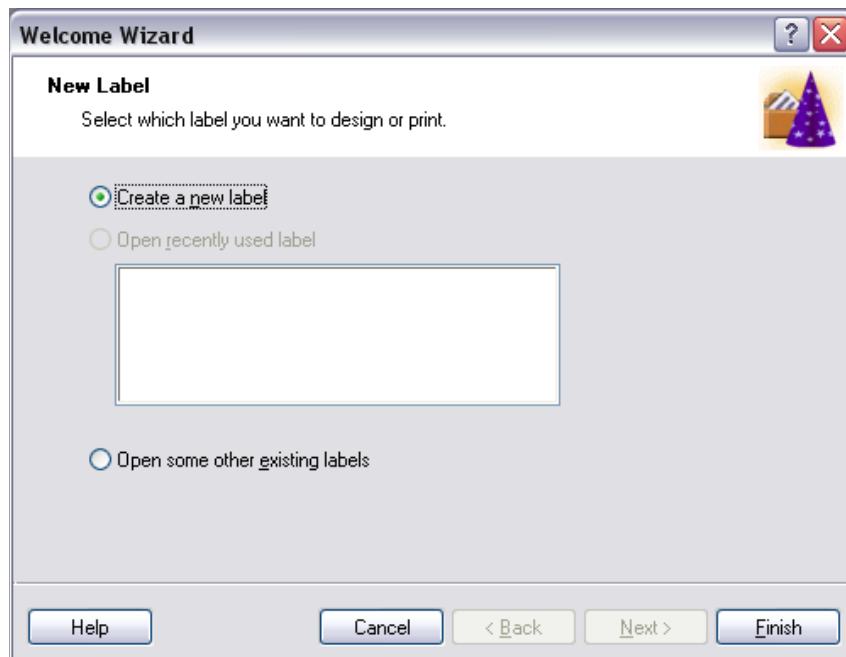 Welcome Wizard
New Label
Select which label you want to design or print.
Create a new label
Open recently used label
Open some other existing labels
Help Cancel < Back Next > Finish